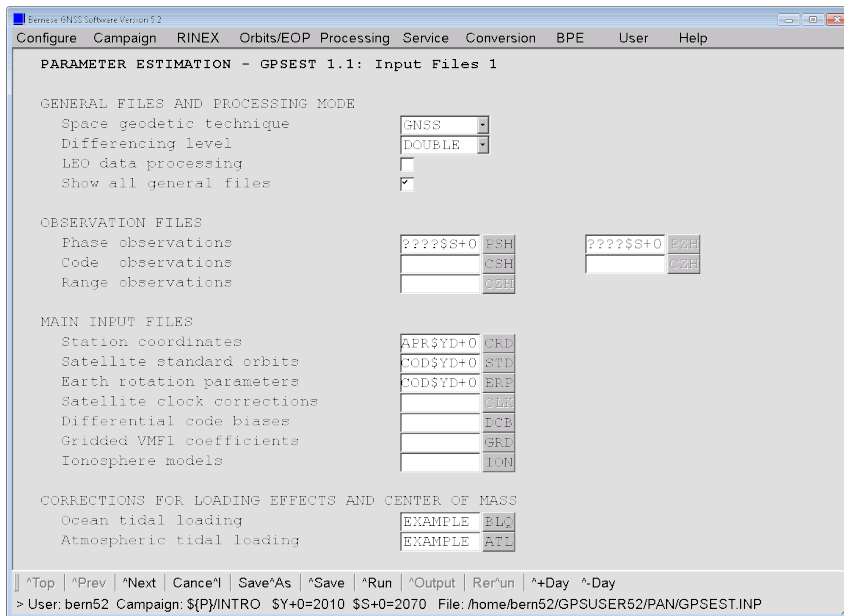 Bernese GNSS Software Version 5.2
Configure Campaign RINEX Orbits/EOP Processing Service Conversion BPE User Help
PARAMETER ESTIMATION - GPSEST 1.1: Input Files 1
GENERAL FILES AND PROCESSING MODE
Space geodetic technique GNSS
Differencing level DOUBLE
LEO data processing
Show all general files
OBSERVATION FILES
Phase observations ????$S+0 PSH ????$S+0 PZH
Code observations CSH CZH
Range observations CZH
MAIN INPUT FILES
Station coordinates APR$YD+0 CRD
Satellite standard orbits COD$YD+0 STD
Earth rotation parameters COD$YD+0 ERP
Satellite clock corrections CLK
Differential code biases DCB
Gridded VMF1 coefficients GRD
Ionosphere models ION
CORRECTIONS FOR LOADING EFFECTS AND CENTER OF MASS
Ocean tidal loading EXAMPLE BLQ
Atmospheric tidal loading EXAMPLE ATL
^Top ^Prev ^Next Cance^l Save^As ^Save ^Run ^Output Rer^un ^+Day ^-Day
> User: bern52 Campaign: ${P}/INTRO $Y+0=2010 $S+0=2070 File: /home/bern52/GPSUSER52/PAN/GPSEST.INP